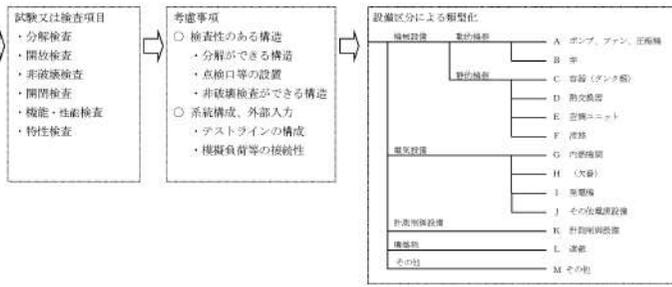 試験又は検査項目
・分解検査
・開放検査
・非破壊検査
・開閉検査
・機能・性能検査
・特性検査
考慮事項
○ 検査性のある構造
・分解ができる構造
・点検口等の設置
・非破壊検査ができる構造
○ 系統構成、外部入力
・テストラインの構成
・模擬負荷等の接続性
設備区分による類型化
機械設備
動的機器
A ポンプ、ファン、圧縮機
B 弁
静的機器
C 容器(タンク類)
D 熱交換器
E 空調ユニット
F 流路
電気設備
G 内燃機関
H (欠番)
I 発電機
J その他電源設備
計測制御設備
K 計測制御設備
構築物
L 遮蔽
その他
M その他